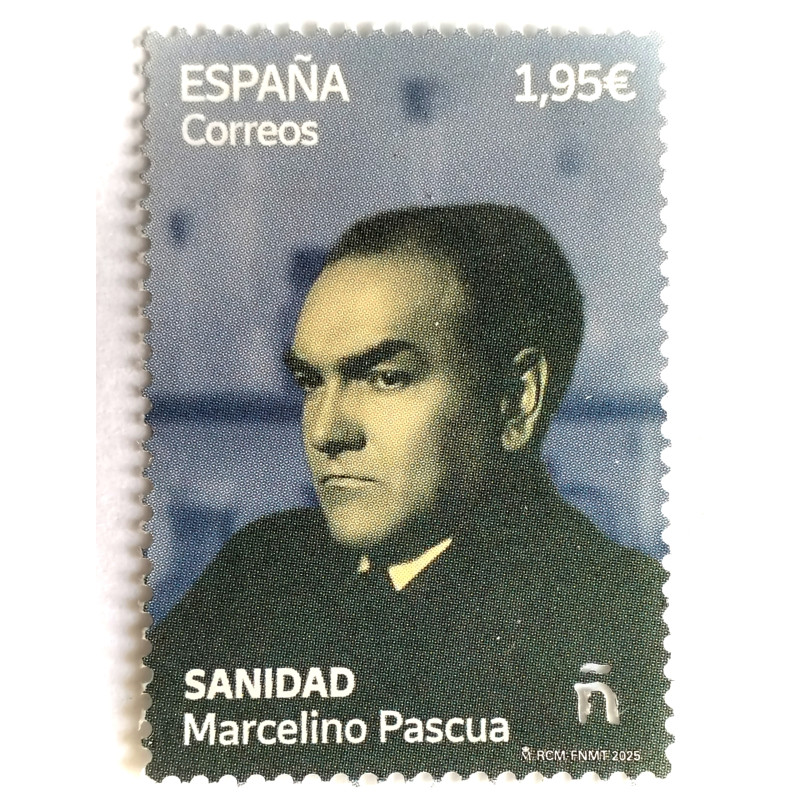 ESPAÑA 1,95€
Correos
SANIDAD
ñ
Marcelino Pascua
RCM-FNMT 2025